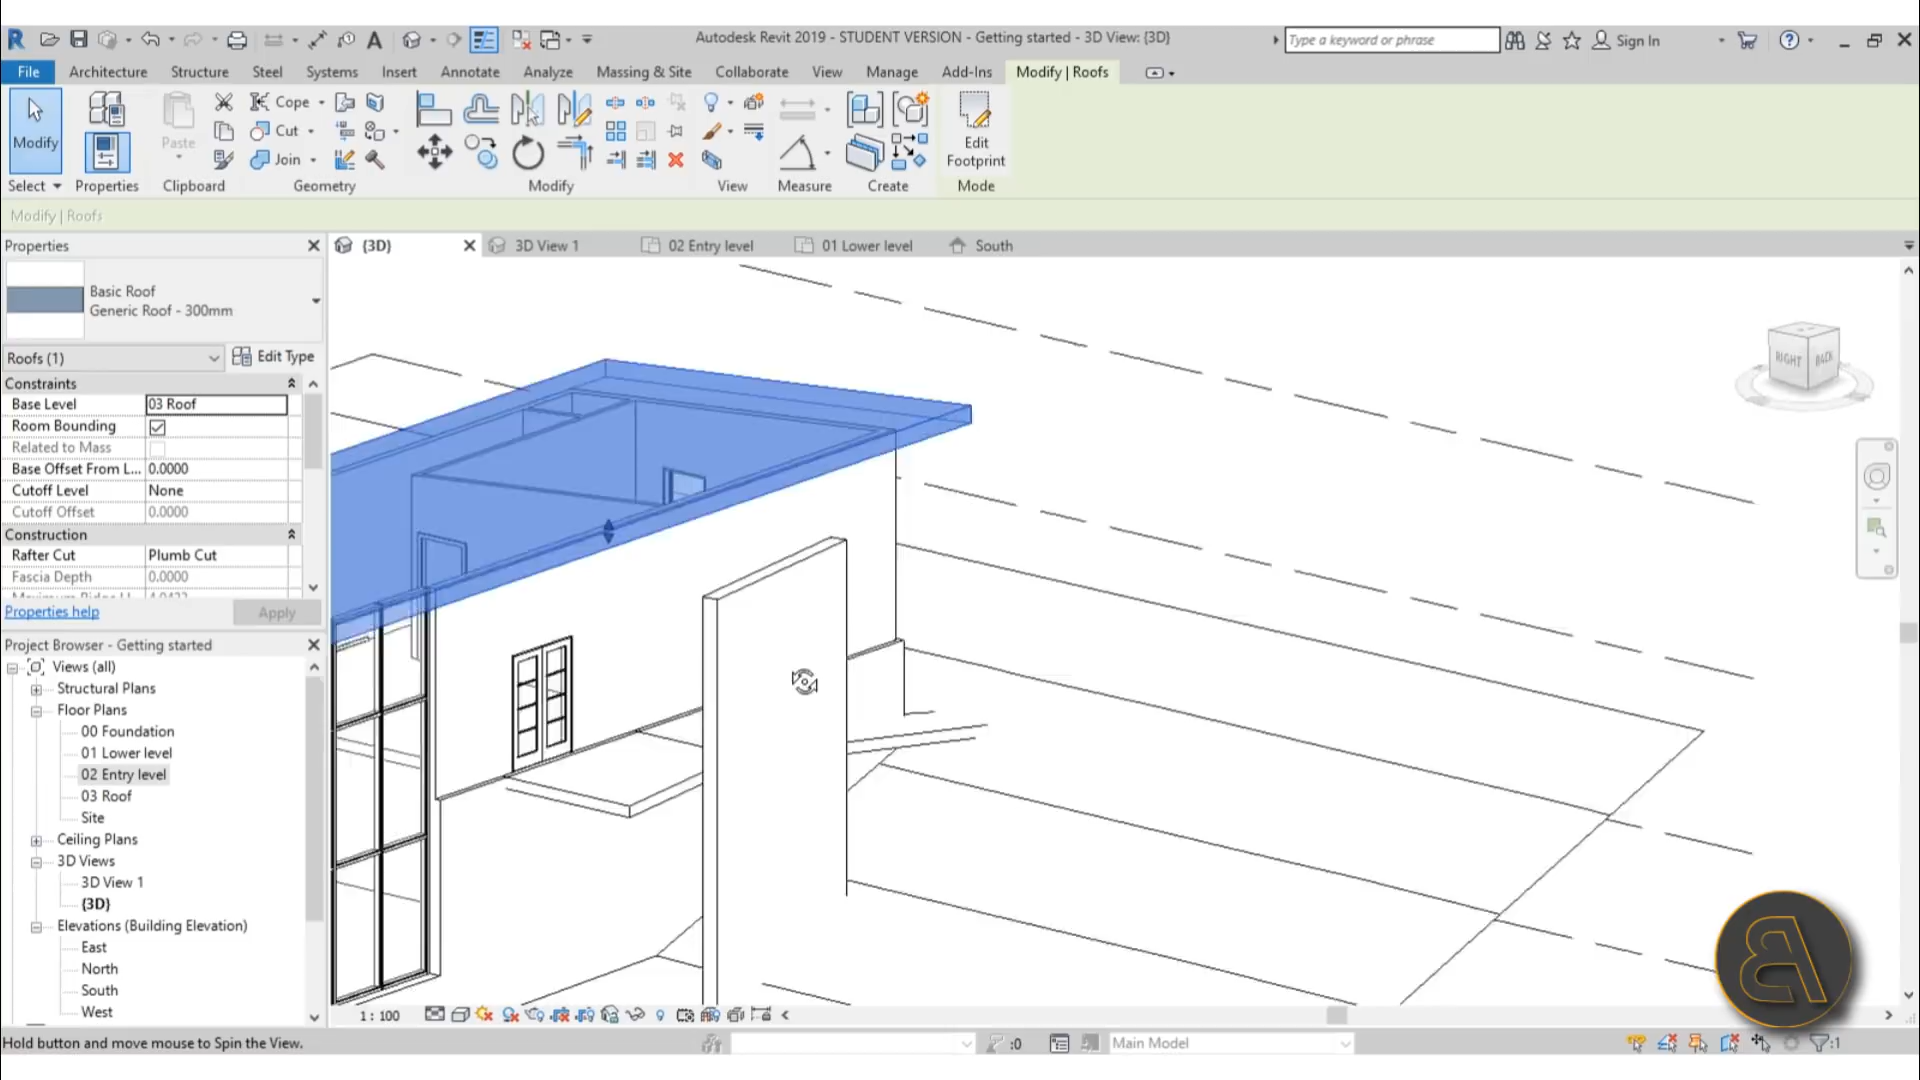 Autodesk Revit 2019 - STUDENT VERSION - Getting started - 3D View: {3D}
Type a keyword or phrase
Sign In
File Architecture Structure Steel Systems Insert Annotate Analyze Massing & Site Collaborate View Manage Add-Ins Modify | Roofs
Modify
Paste
Cope
Cut
Join
Edit
Footprint
Select Properties Clipboard Geometry Modify View Measure Create Mode
Modify | Roofs
Properties
{3D} 3D View 1 02 Entry level 01 Lower level South
Basic Roof
Generic Roof - 300mm
Roofs (1) Edit Type
Constraints
Base Level 03 Roof
Room Bounding
Related to Mass
Base Offset From L... 0.0000
Cutoff Level None
Cutoff Offset 0.0000
Construction
Rafter Cut Plumb Cut
Fascia Depth 0.0000
Properties help Apply
RIGHT BACK
Project Browser - Getting started
Views (all)
Structural Plans
Floor Plans
00 Foundation
01 Lower level
02 Entry level
03 Roof
Site
Ceiling Plans
3D Views
3D View 1
{3D}
Elevations (Building Elevation)
East
North
South
West
1 : 100
Hold button and move mouse to Spin the View.
:0
Main Model
:1